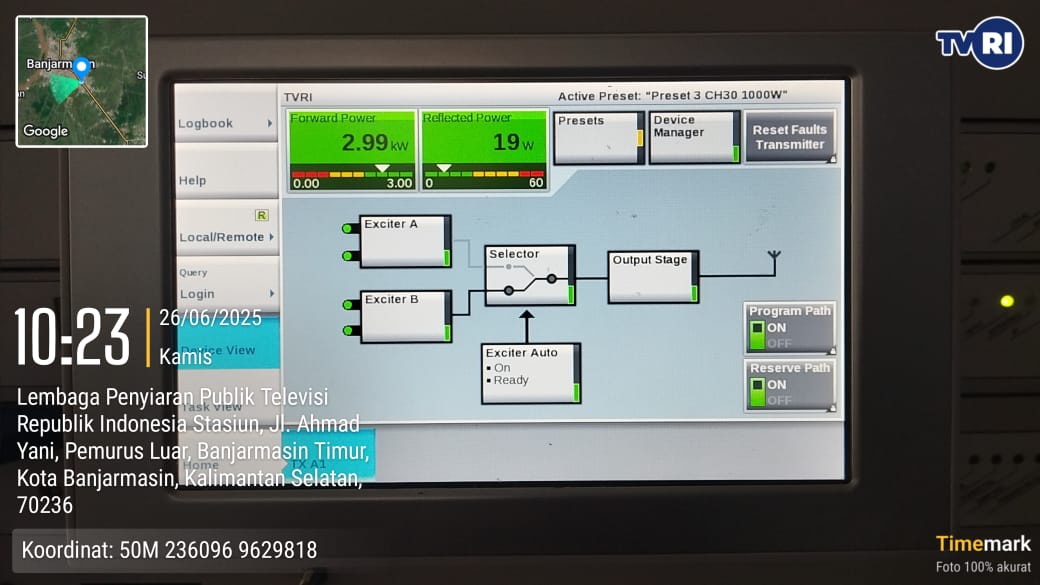 Banjarmasin
Google
TVRI
TVRI
Active Preset: "Preset 3 CH30 1000W"
Logbook
Help
R
Local/Remote
Query
Login
Device View
Task View
Home
TX A1
Forward Power
2.99 kW
0.00 3.00
Reflected Power
19 W
0 60
Presets
Device
Manager
Reset Faults
Transmitter
Exciter A
Exciter B
Selector
Output Stage
Exciter Auto
▪ On
▪ Ready
Program Path
ON
OFF
Reserve Path
ON
OFF
10:23
26/06/2025
Kamis
Lembaga Penyiaran Publik Televisi
Republik Indonesia Stasiun, Jl. Ahmad
Yani, Pemurus Luar, Banjarmasin Timur,
Kota Banjarmasin, Kalimantan Selatan,
70236
Koordinat: 50M 236096 9629818
Timemark
Foto 100% akurat